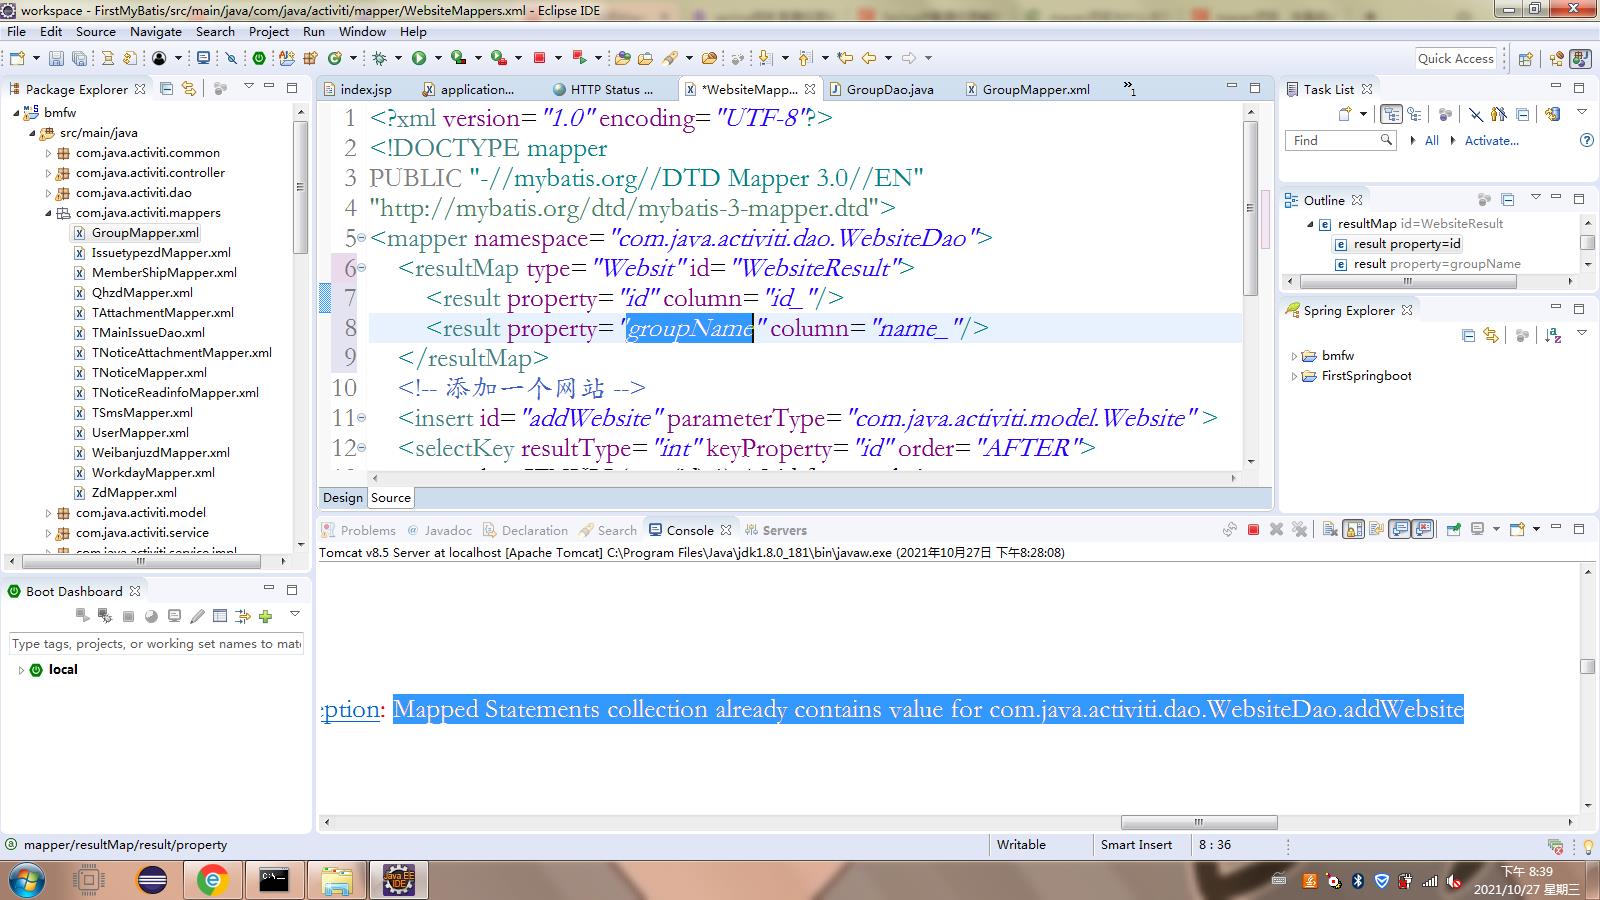 workspace - FirstMyBatis/src/main/java/com/java/activiti/mapper/WebsiteMappers.xml - Eclipse IDE
File Edit Source Navigate Search Project Run Window Help
Quick Access
Package Explorer
bmfw
src/main/java
com.java.activiti.common
com.java.activiti.controller
com.java.activiti.dao
com.java.activiti.mappers
GroupMapper.xml
IssuetypezdMapper.xml
MemberShipMapper.xml
QhzdMapper.xml
TAttachmentMapper.xml
TMainIssueDao.xml
TNoticeAttachmentMapper.xml
TNoticeMapper.xml
TNoticeReadinfoMapper.xml
TSmsMapper.xml
UserMapper.xml
WeibanjuzdMapper.xml
WorkdayMapper.xml
ZdMapper.xml
com.java.activiti.model
com.java.activiti.service
com.java.activiti.service.impl
Boot Dashboard
Type tags, projects, or working set names to mat
local
index.jsp application... HTTP Status ... *WebsiteMapp... GroupDao.java GroupMapper.xml »1
1 <?xml version="1.0" encoding="UTF-8"?>
2 <!DOCTYPE mapper
3 PUBLIC "-//mybatis.org//DTD Mapper 3.0//EN"
4 "http://mybatis.org/dtd/mybatis-3-mapper.dtd">
5 <mapper namespace="com.java.activiti.dao.WebsiteDao">
6 <resultMap type="Websit" id="WebsiteResult">
7 <result property="id" column="id_"/>
8 <result property="groupName" column="name_"/>
9 </resultMap>
10 <!-- 添加一个网站 -->
11 <insert id="addWebsite" parameterType="com.java.activiti.model.Website" >
12 <selectKey resultType="int" keyProperty="id" order="AFTER">
Design Source
Task List
Find All Activate...
Outline
resultMap id=WebsiteResult
result property=id
result property=groupName
Spring Explorer
bmfw
FirstSpringboot
Problems Javadoc Declaration Search Console Servers
Tomcat v8.5 Server at localhost [Apache Tomcat] C:\Program Files\Java\jdk1.8.0_181\bin\javaw.exe (2021年10月27日 下午8:28:08)
eption: Mapped Statements collection already contains value for com.java.activiti.dao.WebsiteDao.addWebsite
mapper/resultMap/result/property Writable Smart Insert 8 : 36
Java EE
IDE
下午 8:39
2021/10/27 星期三